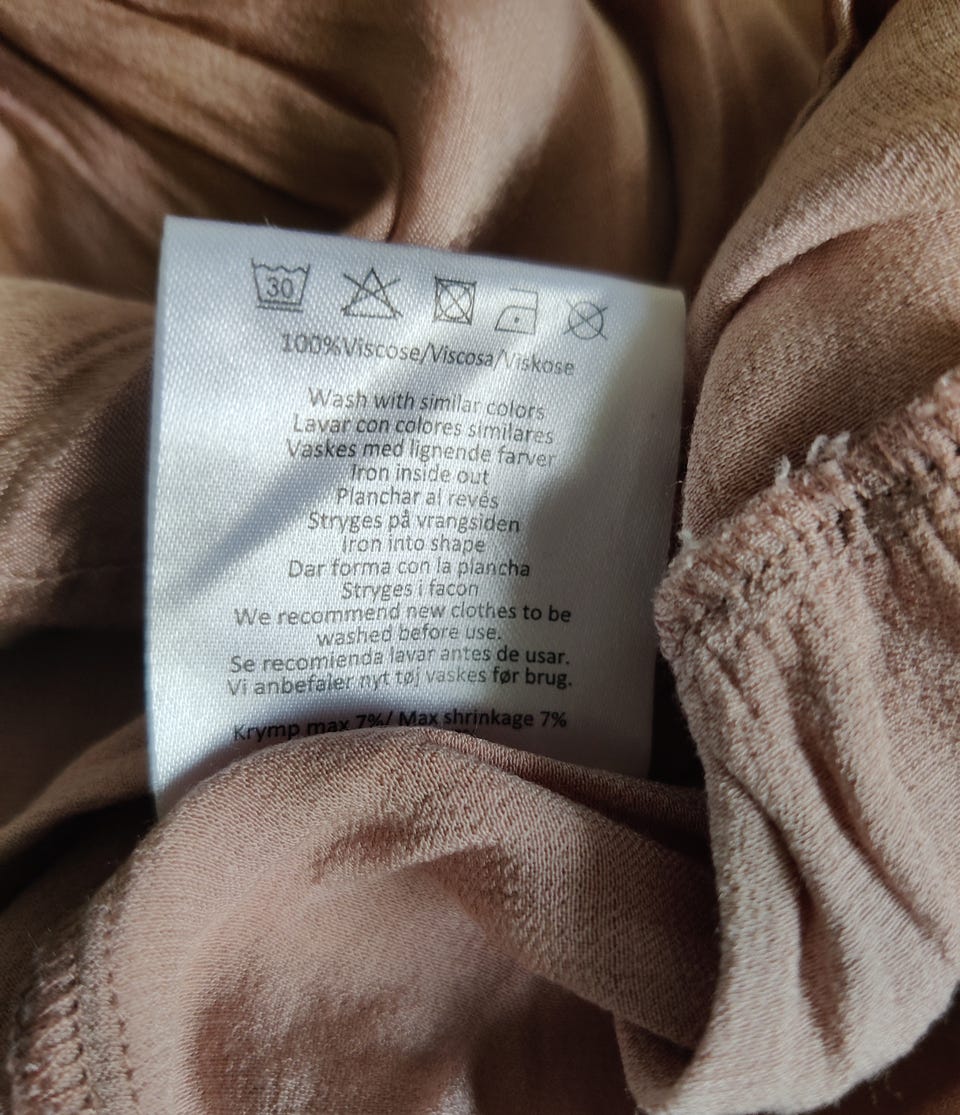 30
100%Viscose/Viscosa/Viskose
Wash with similar colors
Lavar con colores similares
Vaskes med lignende farver
Iron inside out
Planchar al revés
Stryges på vrangsiden
Iron into shape
Dar forma con la plancha
Stryges i facon
We recommend new clothes to be
washed before use.
Se recomienda lavar antes de usar.
Vi anbefaler nyt tøj vaskes før brug.
Krymp max 7%/ Max shrinkage 7%